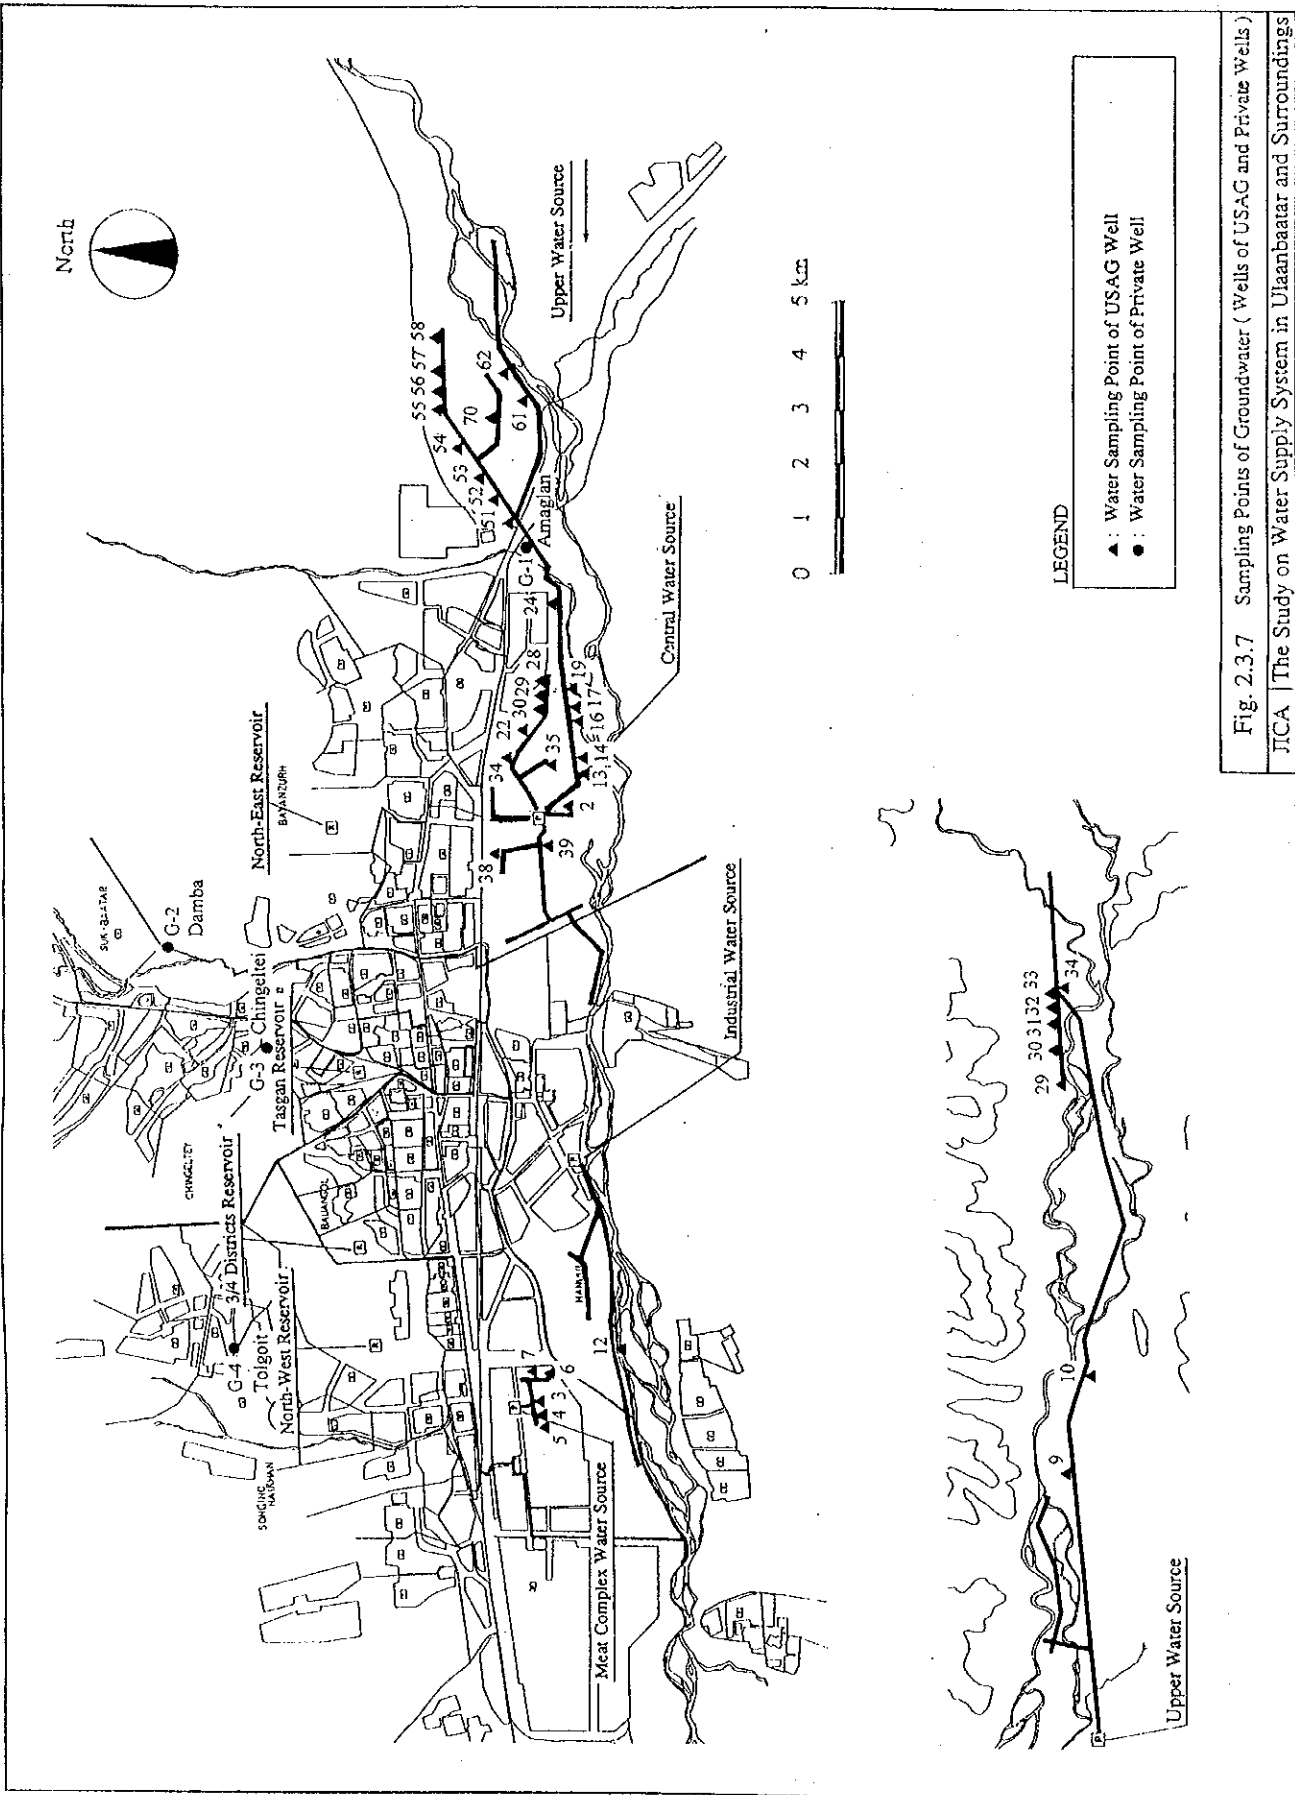 North
Upper Water Source
55 56 57 58
54
53
52
51
70
62
61
G-1
Amaglan
24
0 1 2 3 4 5 km
Central Water Source
28
29
30
22
34
35
19
17
16
14
13
2
38
39
North-East Reservoir
BAYANZURH
SUK-BAATAR
G-2
Damba
G-3 Chingeltei
Tasgan Reservoir
CHINGELTEY
3/4 Districts Reservoir
G-4
Tolgoit
North-West Reservoir
SONGINO
Industrial Water Source
12
7
6
3
4
5
Meat Complex Water Source
LEGEND
▲ : Water Sampling Point of USAG Well
● : Water Sampling Point of Private Well
29 30 31 32 33
34
10
9
Upper Water Source
Fig. 2.3.7 Sampling Points of Groundwater ( Wells of USAG and Private Wells )
JICA | The Study on Water Supply System in Ulaanbaatar and Surroundings